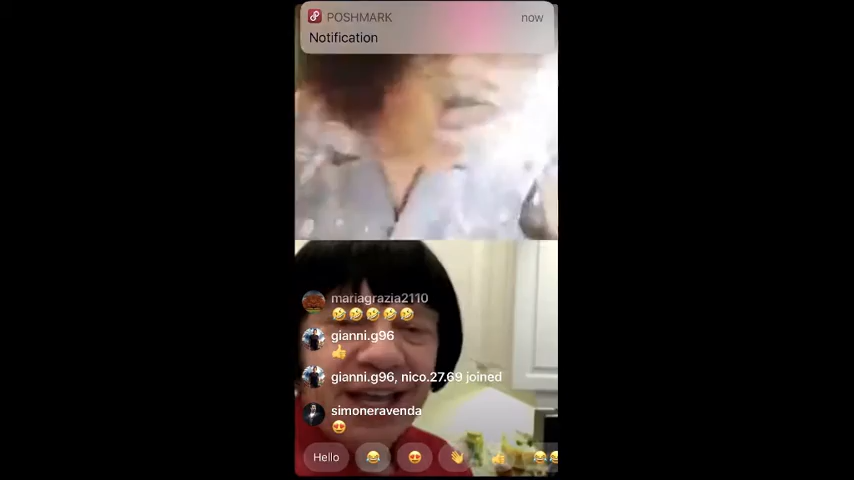 POSHMARK now
Notification
mariagrazia2110
🤣🤣🤣🤣🤣
gianni.g96
👍
gianni.g96, nico.27.69 joined
simoneravenda
😍
Hello 😂 😍 👋 👍 😂😂